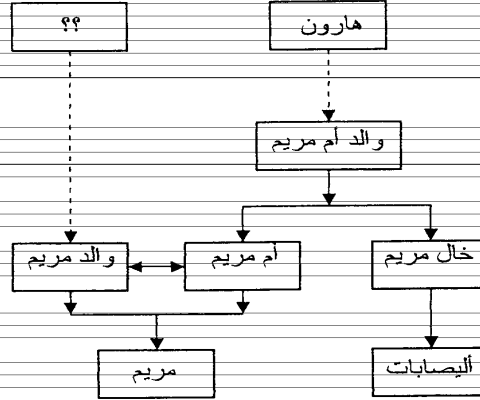 هارون
؟؟
والد أم مريم
خال مريم
أم مريم
والد مريم
أليصابات
مريم